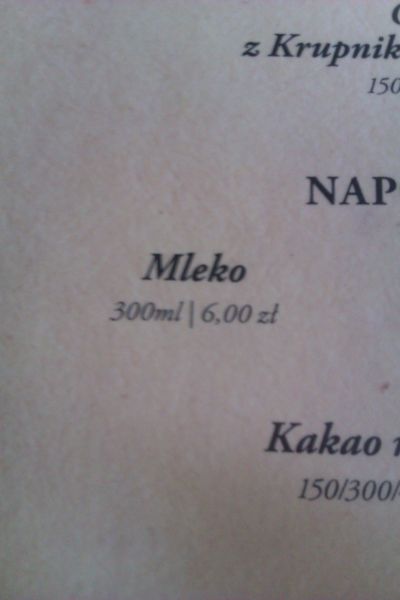 z Krupnik
150
NAP
Mleko
300ml | 6,00 zł
Kakao
150/300/